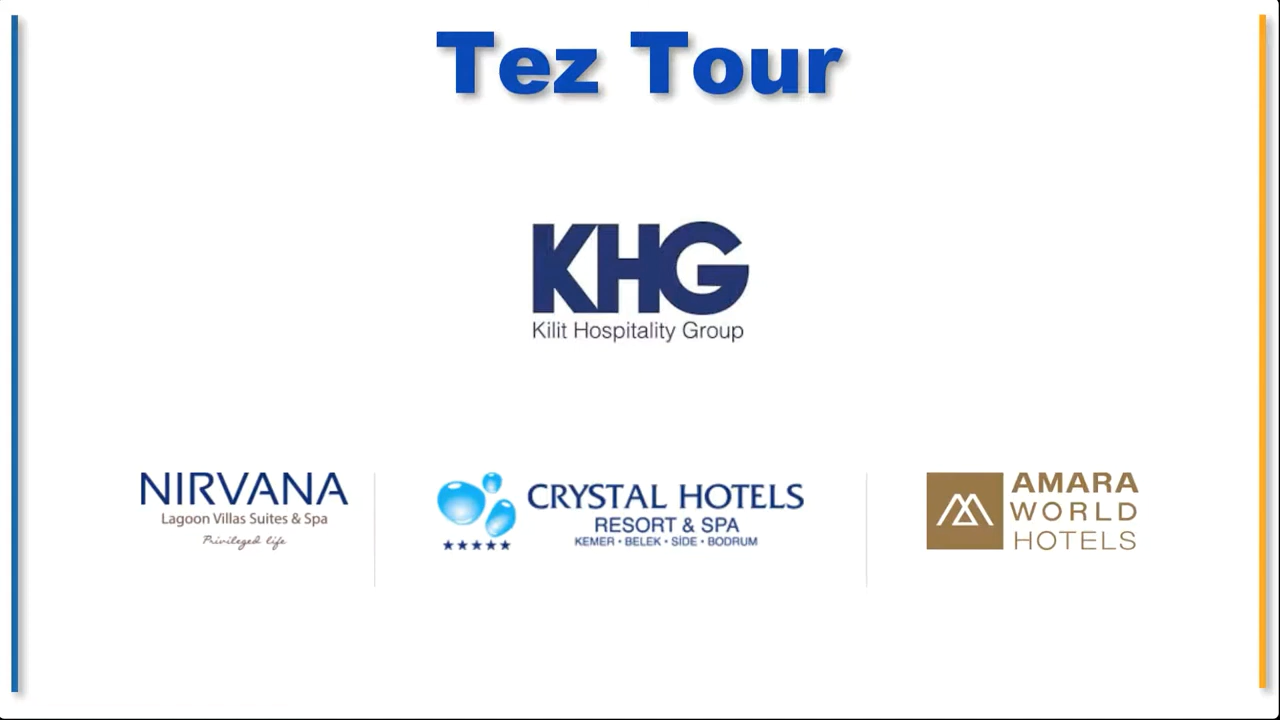 Tez Tour
KHG
Kilit Hospitality Group
NIRVANA
Lagoon Villas Suites & Spa
Privileged life
CRYSTAL HOTELS
RESORT & SPA
KEMER • BELEK • SİDE • BODRUM
AMARA
WORLD
HOTELS